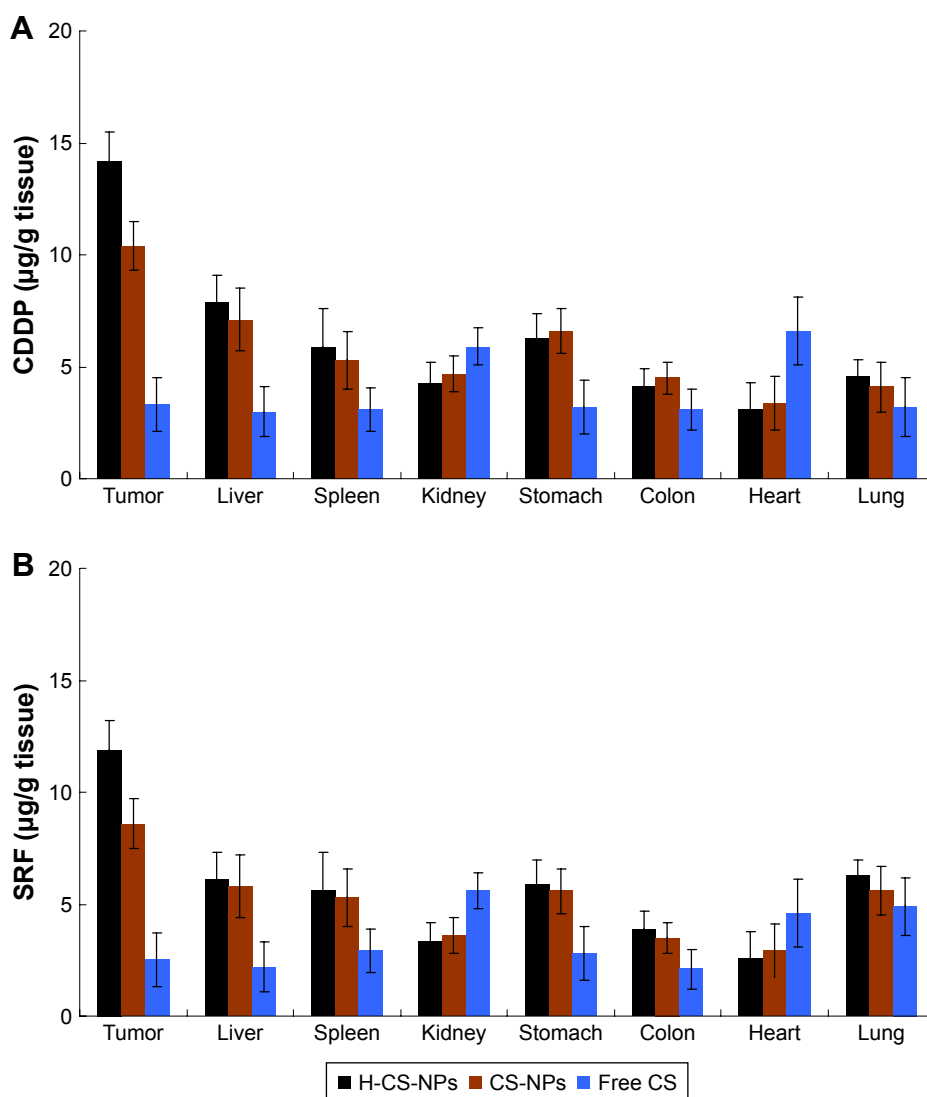 A
20
15
10
5
0
CDDP (μg/g tissue)
Tumor Liver Spleen Kidney Stomach Colon Heart Lung
B
20
15
10
5
0
SRF (μg/g tissue)
Tumor Liver Spleen Kidney Stomach Colon Heart Lung
H-CS-NPs CS-NPs Free CS